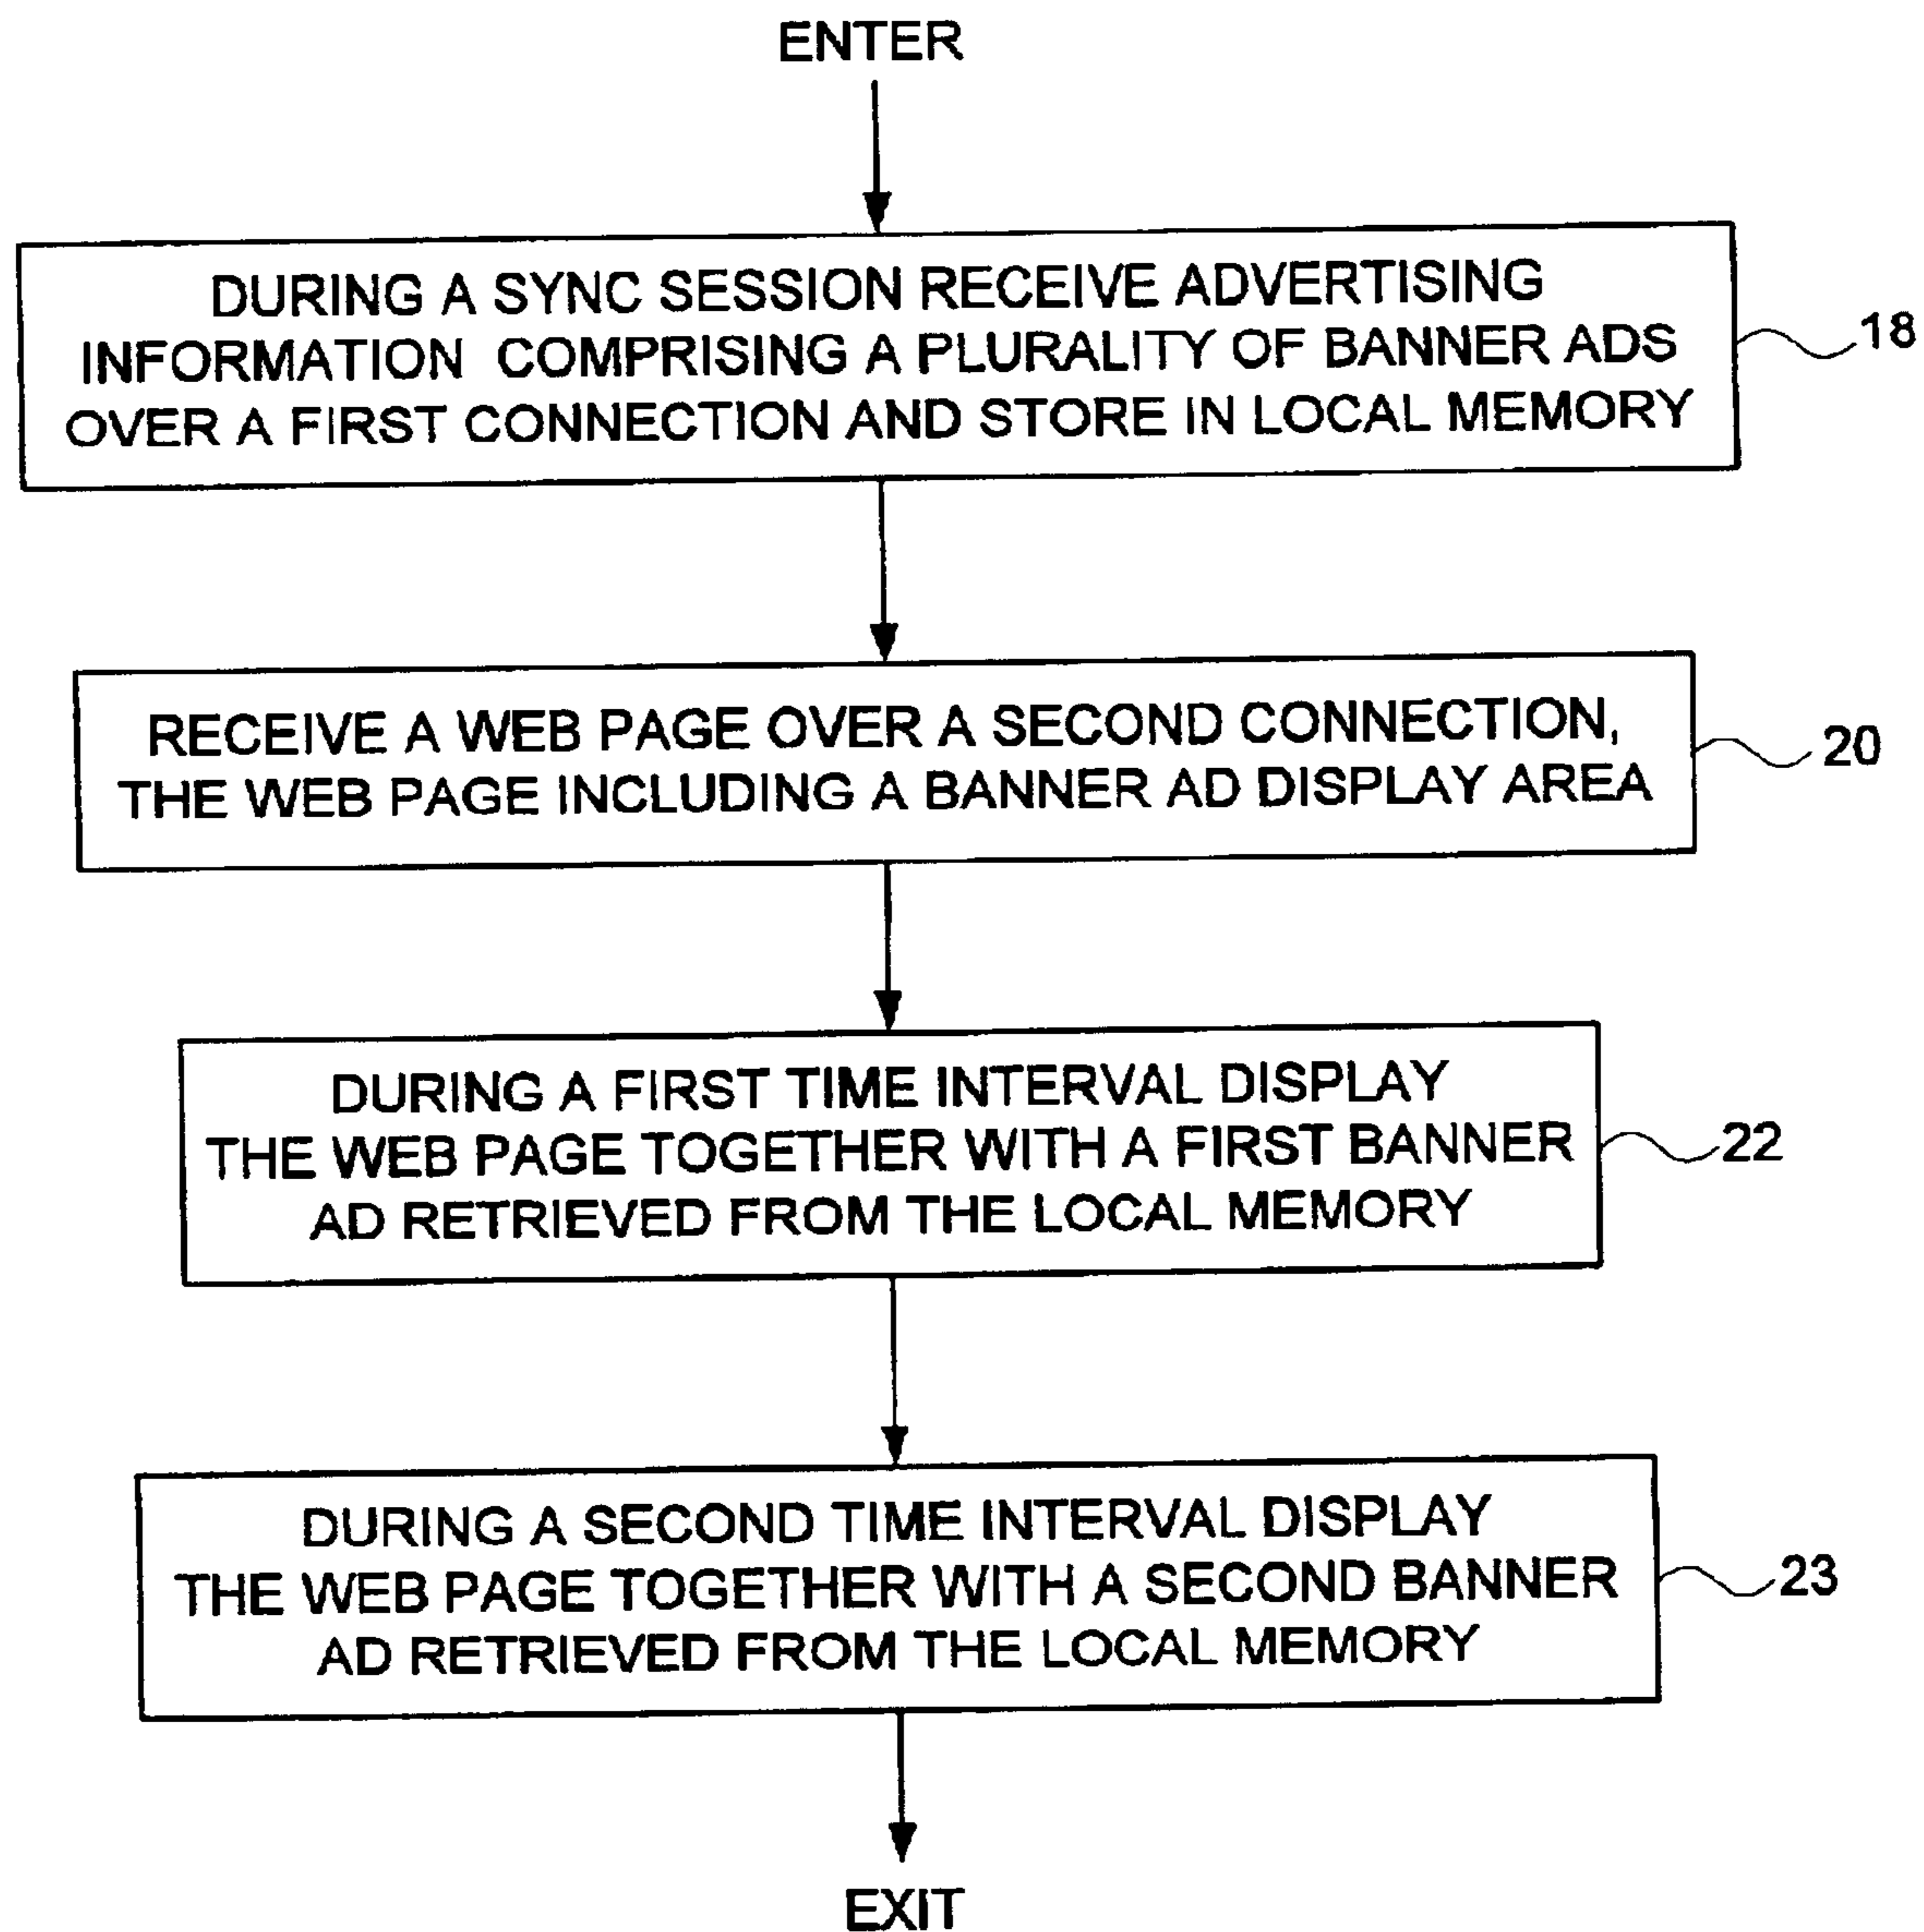 ENTER
DURING A SYNC SESSION RECEIVE ADVERTISING
INFORMATION COMPRISING A PLURALITY OF BANNER ADS
OVER A FIRST CONNECTION AND STORE IN LOCAL MEMORY
18
RECEIVE A WEB PAGE OVER A SECOND CONNECTION,
THE WEB PAGE INCLUDING A BANNER AD DISPLAY AREA
20
DURING A FIRST TIME INTERVAL DISPLAY
THE WEB PAGE TOGETHER WITH A FIRST BANNER
AD RETRIEVED FROM THE LOCAL MEMORY
22
DURING A SECOND TIME INTERVAL DISPLAY
THE WEB PAGE TOGETHER WITH A SECOND BANNER
AD RETRIEVED FROM THE LOCAL MEMORY
23
EXIT